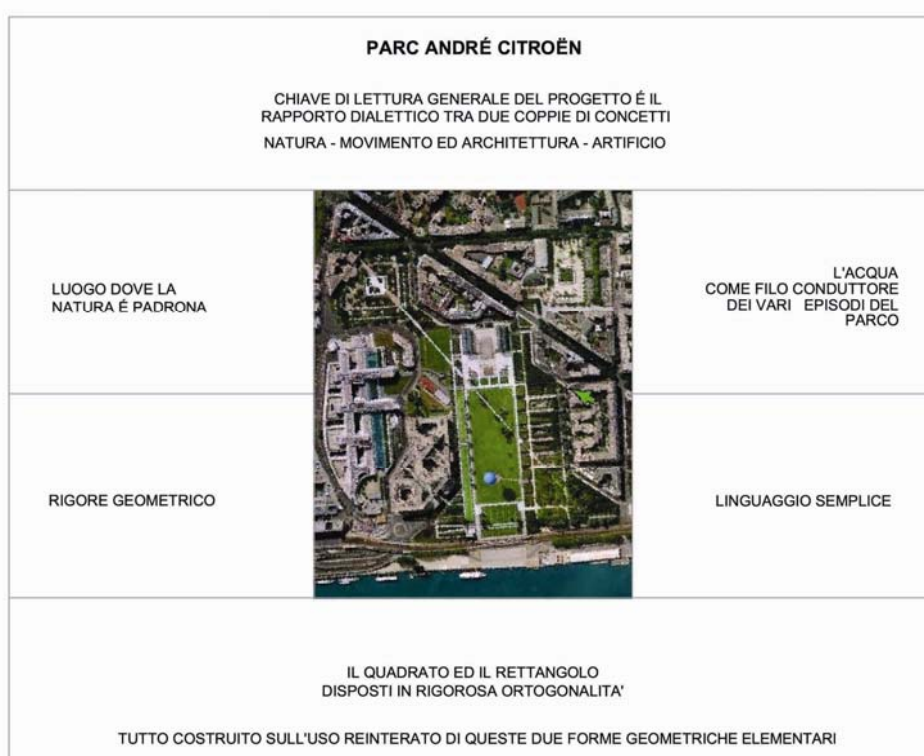 PARC ANDRÉ CITROËN
CHIAVE DI LETTURA GENERALE DEL PROGETTO É IL
RAPPORTO DIALETTICO TRA DUE COPPIE DI CONCETTI
NATURA - MOVIMENTO ED ARCHITETTURA - ARTIFICIO
LUOGO DOVE LA
NATURA É PADRONA
L'ACQUA
COME FILO CONDUTTORE
DEI VARI EPISODI DEL
PARCO
RIGORE GEOMETRICO
LINGUAGGIO SEMPLICE
IL QUADRATO ED IL RETTANGOLO
DISPOSTI IN RIGOROSA ORTOGONALITA'
TUTTO COSTRUITO SULL'USO REINTERATO DI QUESTE DUE FORME GEOMETRICHE ELEMENTARI